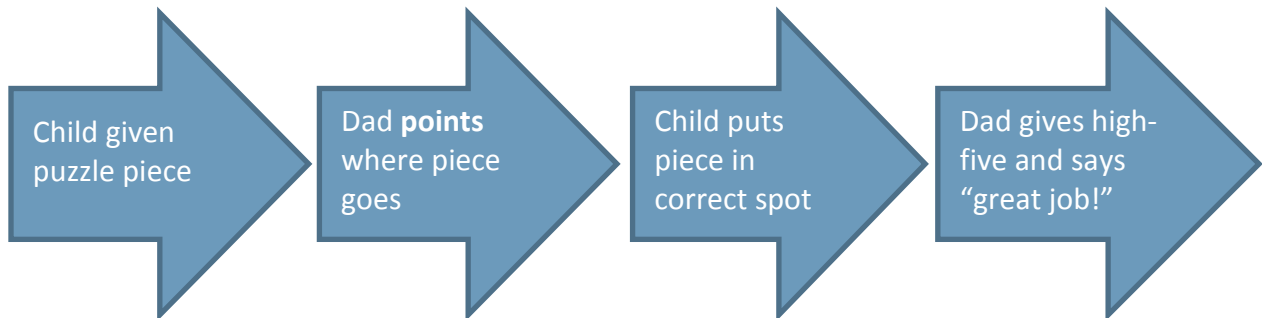 Child given
puzzle piece
Dad points
where piece
goes
Child puts
piece in
correct spot
Dad gives high-
five and says
“great job!”